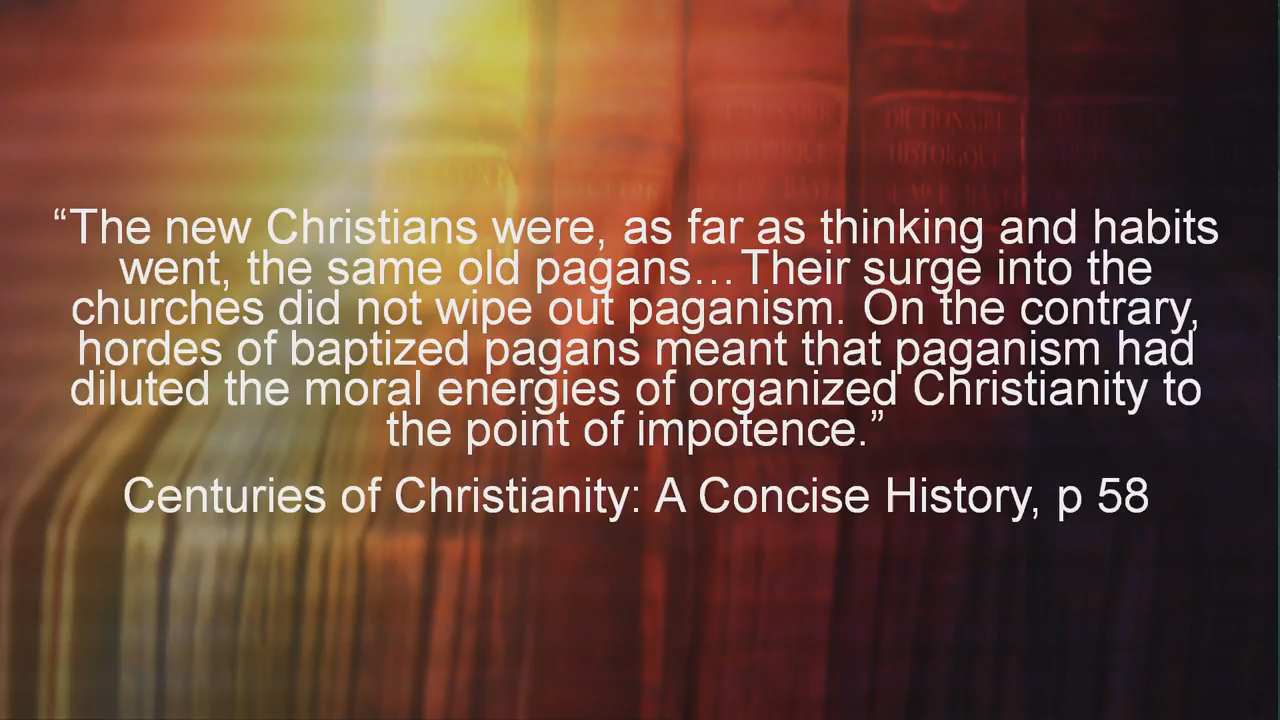 DICTIONAIRE
HISTORIQUE
“The new Christians were, as far as thinking and habits
went, the same old pagans…Their surge into the
churches did not wipe out paganism. On the contrary,
hordes of baptized pagans meant that paganism had
diluted the moral energies of organized Christianity to
the point of impotence.”
Centuries of Christianity: A Concise History, p 58